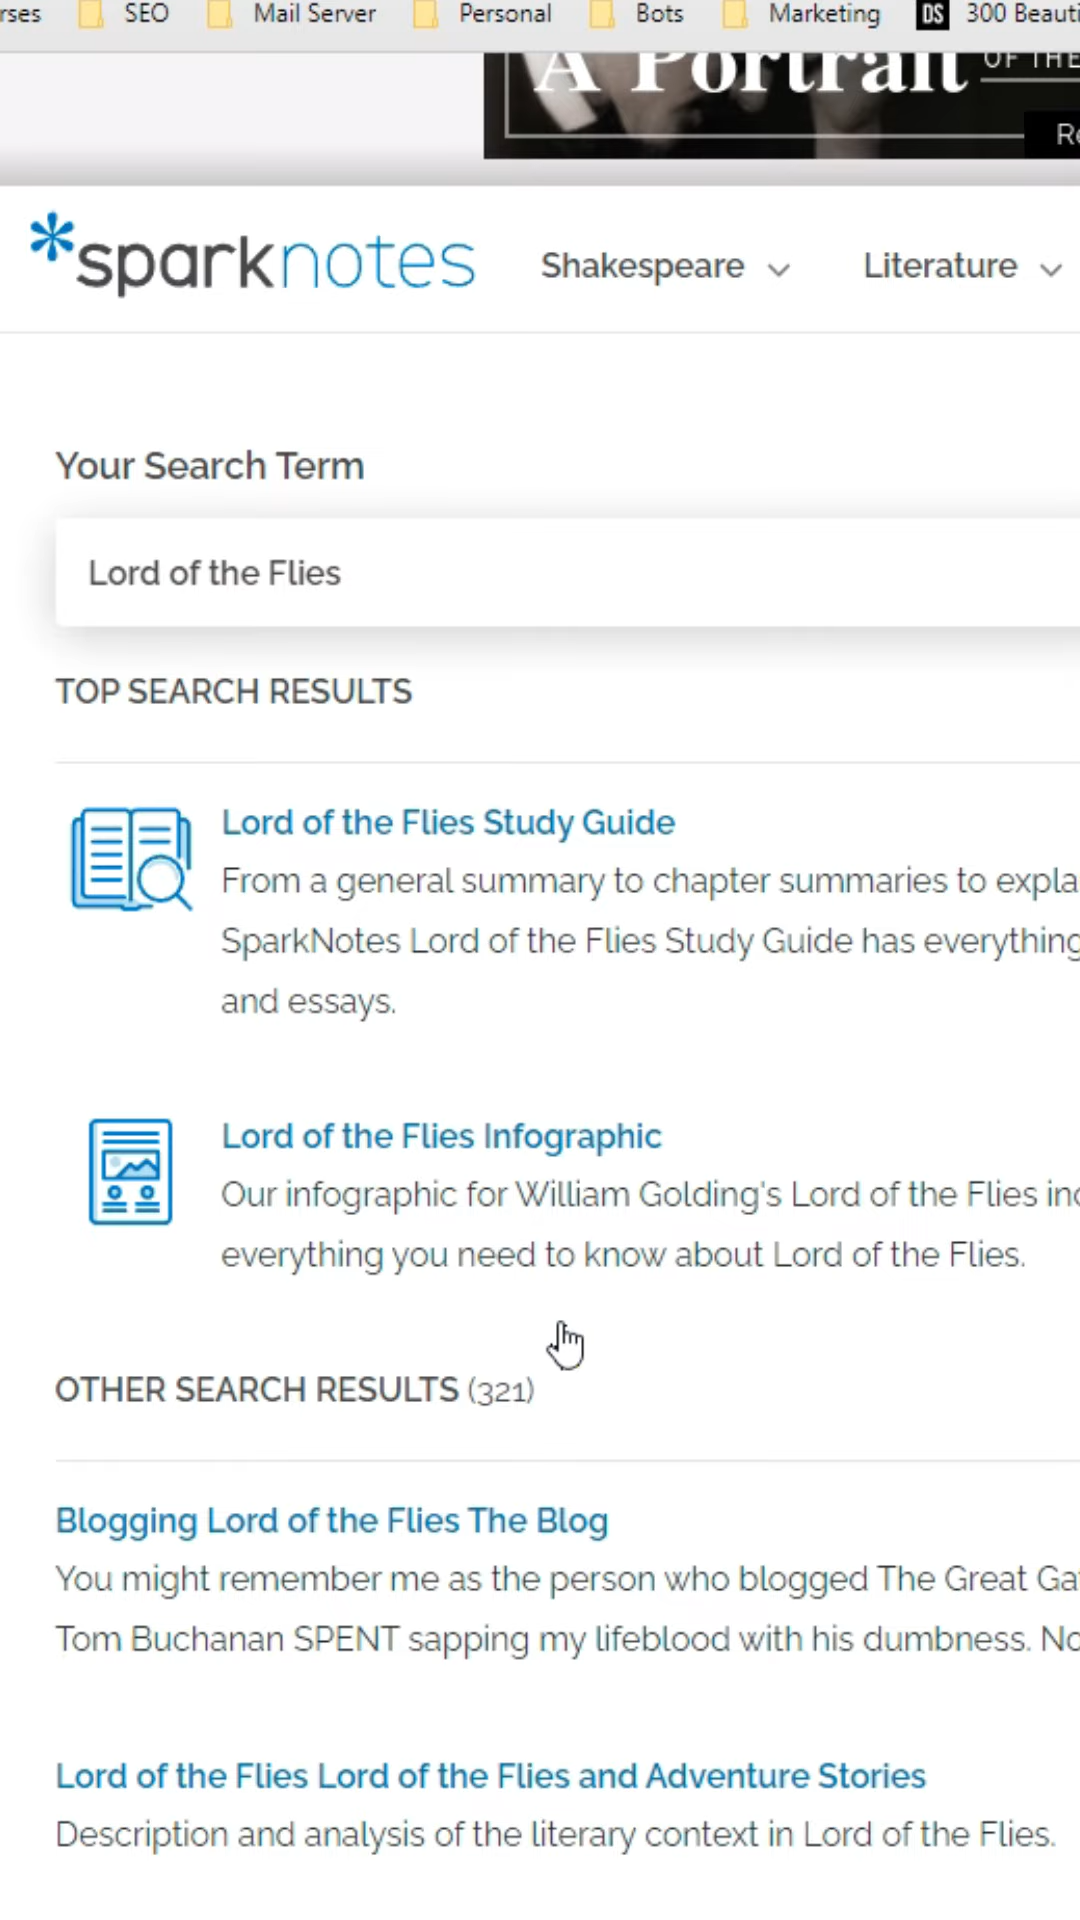 SEO Mail Server Personal Bots Marketing DS 300
A Portrait OF THE
*sparknotes Shakespeare Literature
Your Search Term
Lord of the Flies
TOP SEARCH RESULTS
Lord of the Flies Study Guide
From a general summary to chapter summaries to
SparkNotes Lord of the Flies Study Guide has everything
and essays.
Lord of the Flies Infographic
Our infographic for William Golding's Lord of the Flies
everything you need to know about Lord of the Flies.
OTHER SEARCH RESULTS (321)
Blogging Lord of the Flies The Blog
You might remember me as the person who blogged The Great
Tom Buchanan SPENT sapping my lifeblood with his dumbness.
Lord of the Flies Lord of the Flies and Adventure Stories
Description and analysis of the literary context in Lord of the Flies.